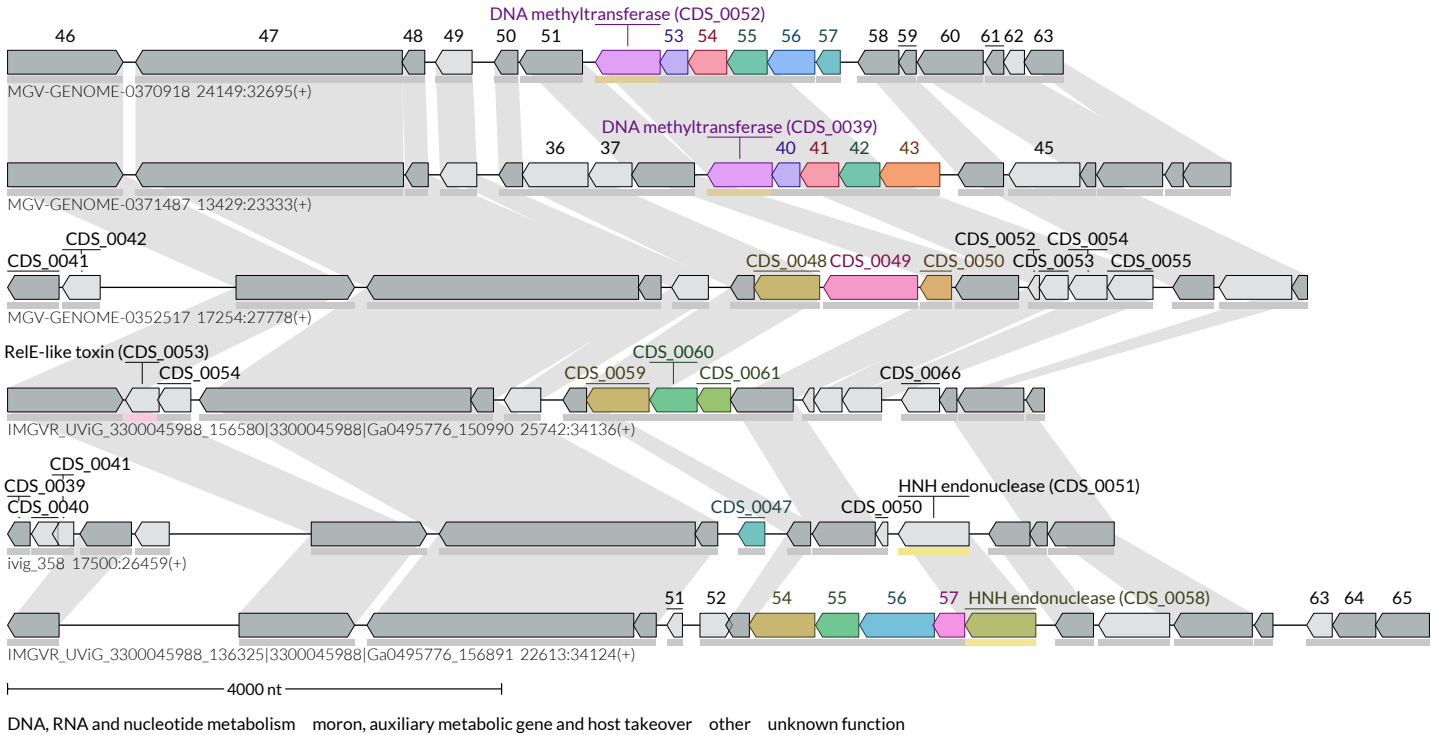 DNA methyltransferase (CDS_0052)
46 47 48 49 50 51 53 54 55 56 57 58 59 60 61 62 63
MGV-GENOME-0370918 24149:32695(+)
DNA methyltransferase (CDS_0039)
36 37 40 41 42 43 45
MGV-GENOME-0371487 13429:23333(+)
CDS_0042 CDS_0052 CDS_0054
CDS_0041 CDS_0048 CDS_0049 CDS_0050 CDS_0053 CDS_0055
MGV-GENOME-0352517 17254:27778(+)
RelE-like toxin (CDS_0053) CDS_0060
CDS_0054 CDS_0059 CDS_0061 CDS_0066
IMGVR_UViG_3300045988_156580|3300045988|Ga0495776_150990 25742:34136(+)
CDS_0041
CDS_0039 HNH endonuclease (CDS_0051)
CDS_0040 CDS_0047 CDS_0050
ivig_358 17500:26459(+)
51 52 54 55 56 57 HNH endonuclease (CDS_0058) 63 64 65
IMGVR_UViG_3300045988_136325|3300045988|Ga0495776_156891 22613:34124(+)
4000 nt
DNA, RNA and nucleotide metabolism moron, auxiliary metabolic gene and host takeover other unknown function